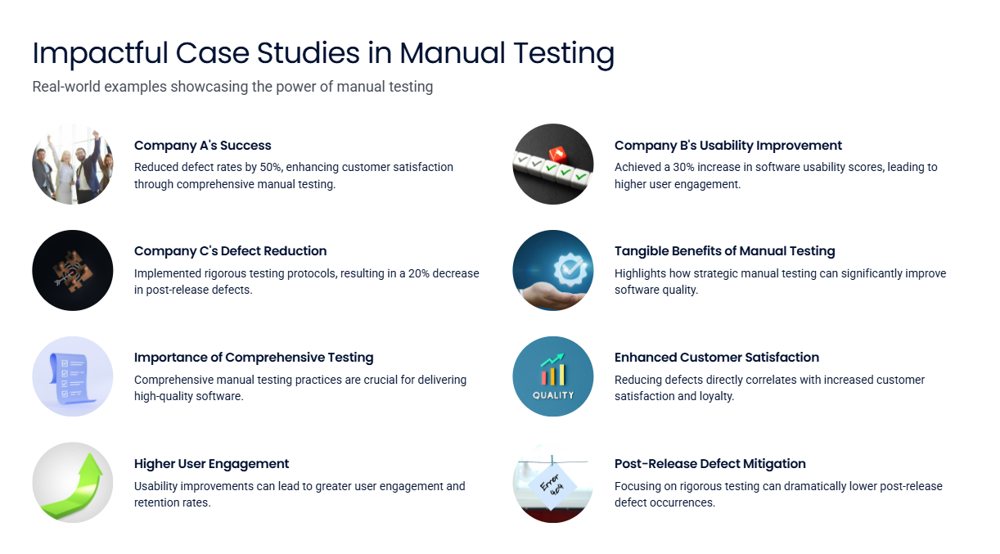 Impactful Case Studies in Manual Testing
Real-world examples showcasing the power of manual testing
Company A's Success
Reduced defect rates by 50%, enhancing customer satisfaction
through comprehensive manual testing.
Company B's Usability Improvement
Achieved a 30% increase in software usability scores, leading to
higher user engagement.
Company C's Defect Reduction
Implemented rigorous testing protocols, resulting in a 20% decrease
in post-release defects.
Tangible Benefits of Manual Testing
Highlights how strategic manual testing can significantly improve
software quality.
Importance of Comprehensive Testing
Comprehensive manual testing practices are crucial for delivering
high-quality software.
QUALITY
Enhanced Customer Satisfaction
Reducing defects directly correlates with increased customer
satisfaction and loyalty.
Higher User Engagement
Usability improvements can lead to greater user engagement and
retention rates.
Error
404
Post-Release Defect Mitigation
Focusing on rigorous testing can dramatically lower post-release
defect occurrences.